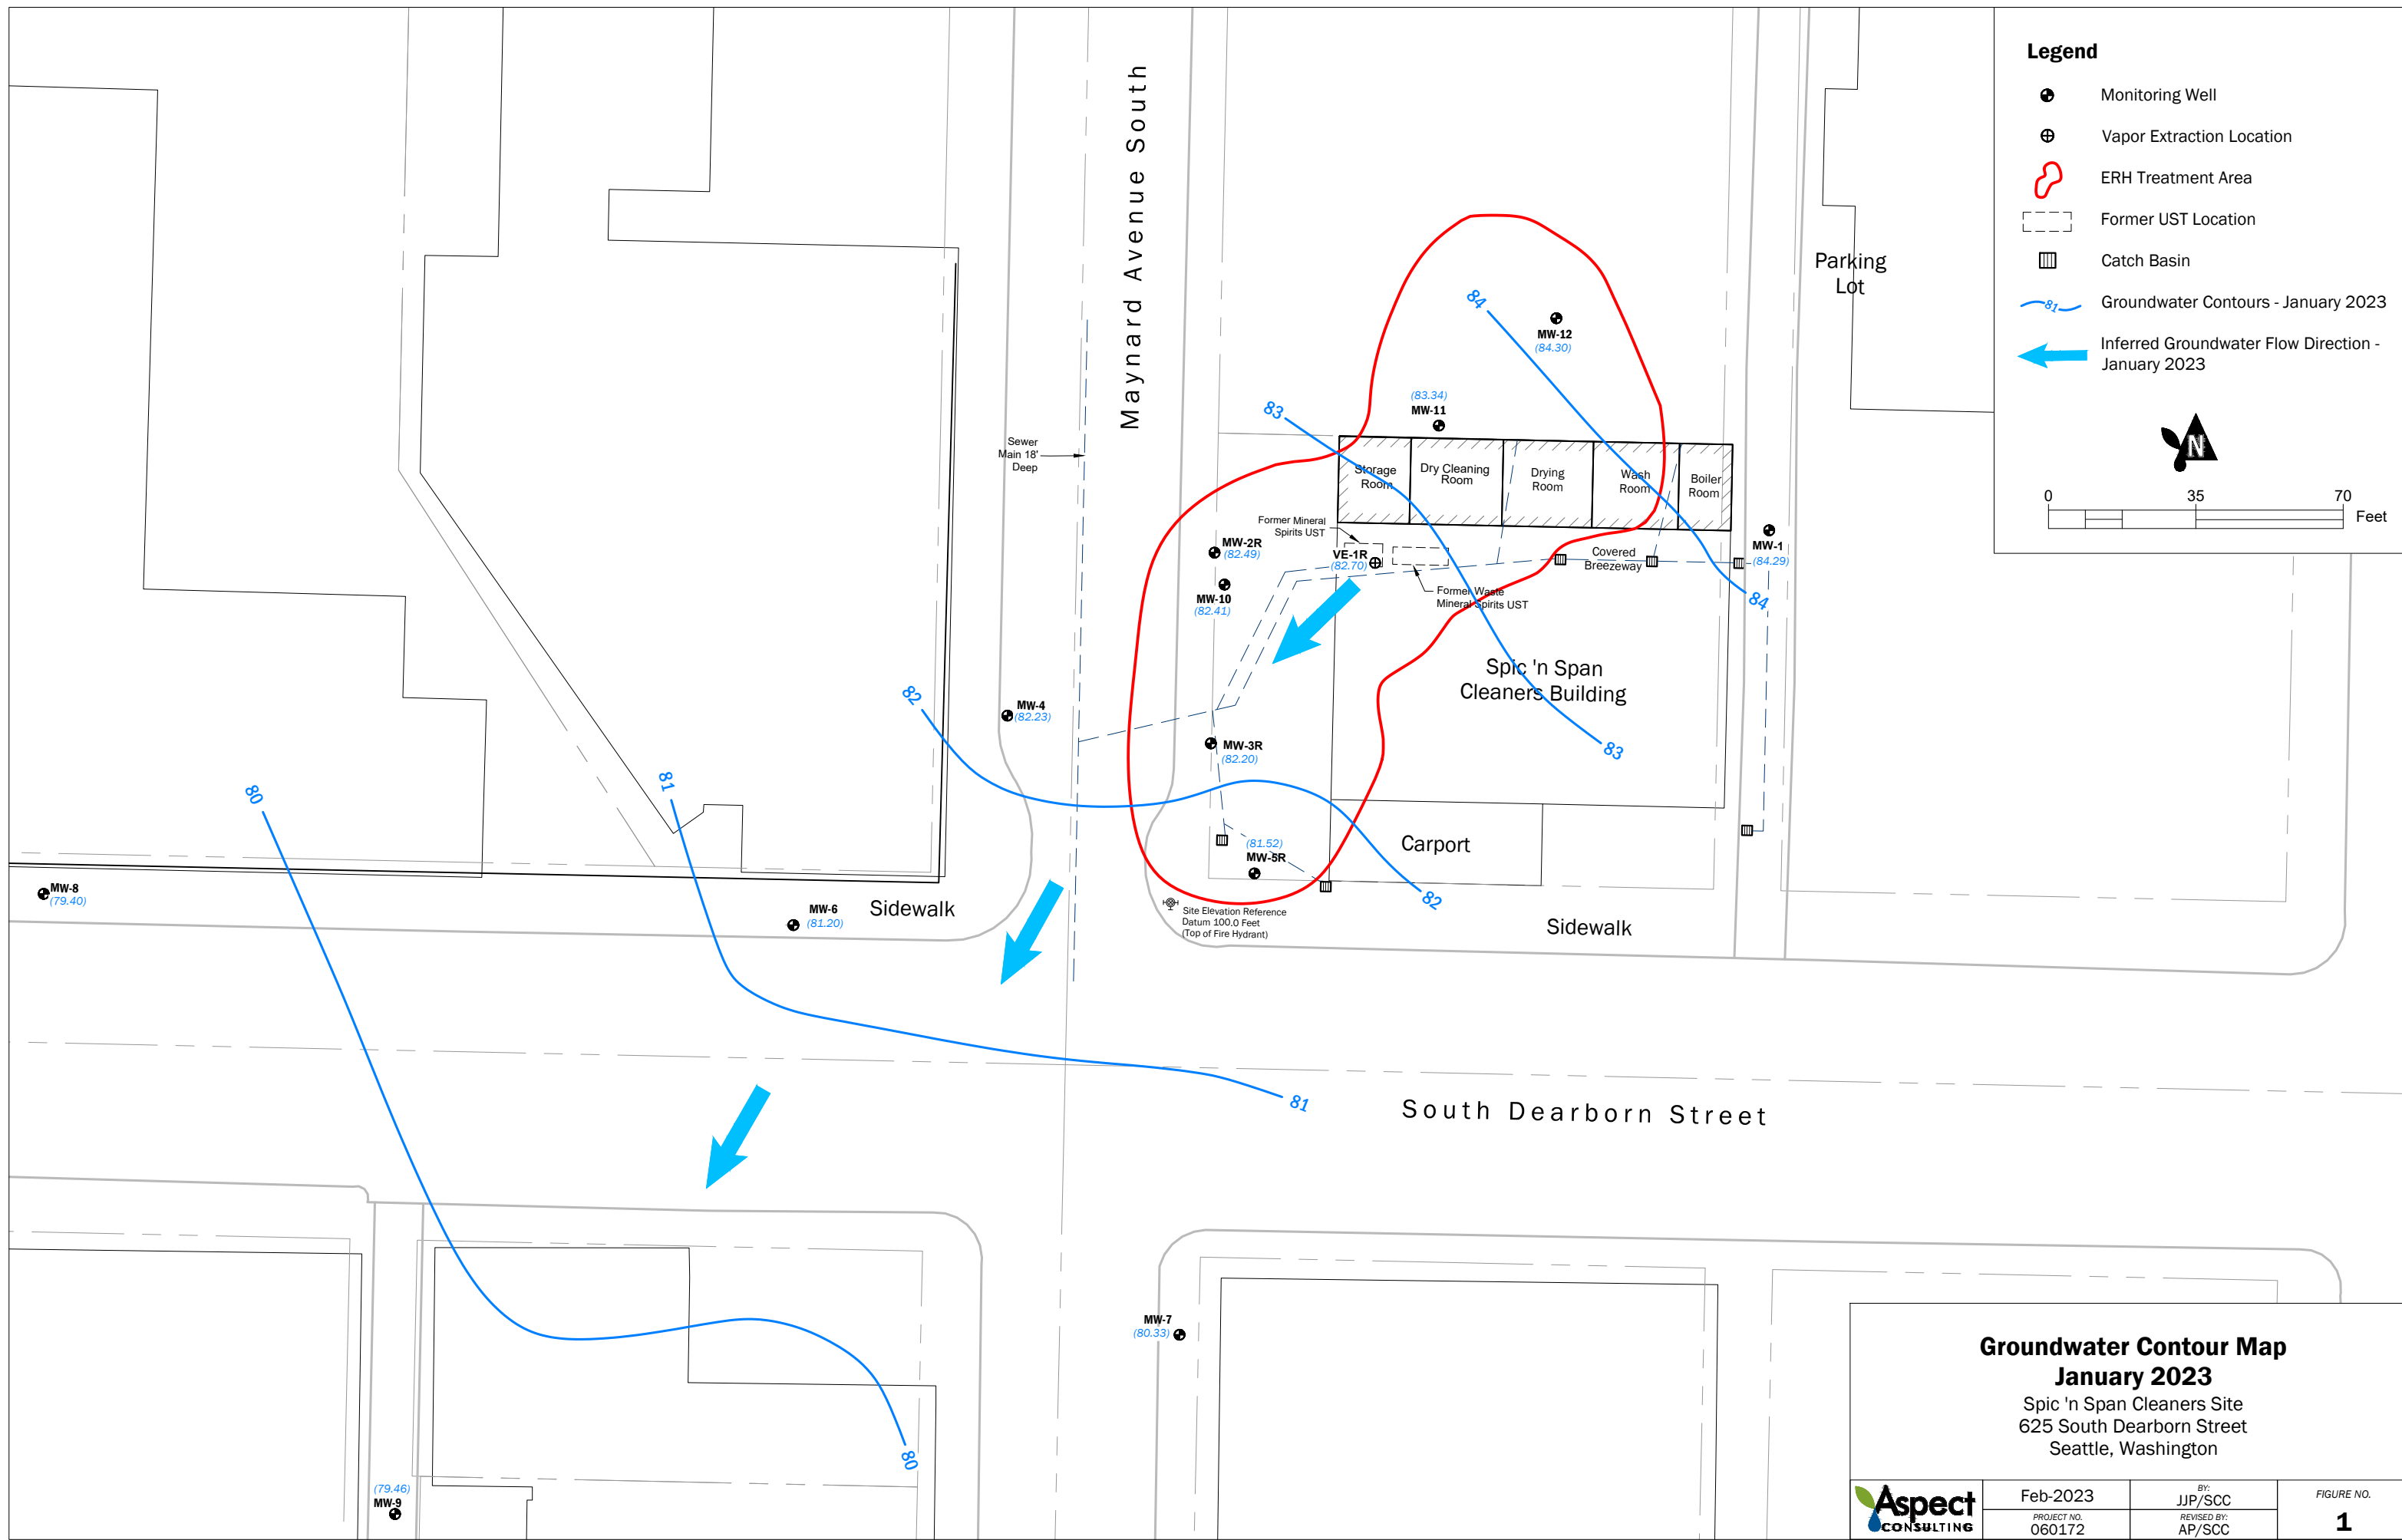 Legend
Monitoring Well
Vapor Extraction Location
ERH Treatment Area
Former UST Location
Catch Basin
81
Groundwater Contours - January 2023
Inferred Groundwater Flow Direction -
January 2023
N
0 35 70
Feet
Maynard Avenue South
Parking
Lot
84
MW-12
(84.30)
83
(83.34)
MW-11
Sewer
Main 18'
Deep
Storage
Room
Dry Cleaning
Room
Drying
Room
Wash
Room
Boiler
Room
Former Mineral
Spirits UST
MW-2R
(82.49)
VE-1R
(82.70)
Covered
Breezeway
MW-1
(84.29)
MW-10
(82.41)
Former Waste
Mineral Spirits UST
84
Spic 'n Span
Cleaners Building
82
MW-4
(82.23)
MW-3R
(82.20)
83
80
81
(81.52)
MW-5R
Carport
MW-8
(79.40)
MW-6
(81.20)
Sidewalk
82
Site Elevation Reference
Datum 100.0 Feet
(Top of Fire Hydrant)
Sidewalk
81
South Dearborn Street
MW-7
(80.33)
80
(79.46)
MW-9
Groundwater Contour Map
January 2023
Spic 'n Span Cleaners Site
625 South Dearborn Street
Seattle, Washington
Aspect
CONSULTING
Feb-2023
PROJECT NO.
060172
BY:
JJP/SCC
REVISED BY:
AP/SCC
FIGURE NO.
1